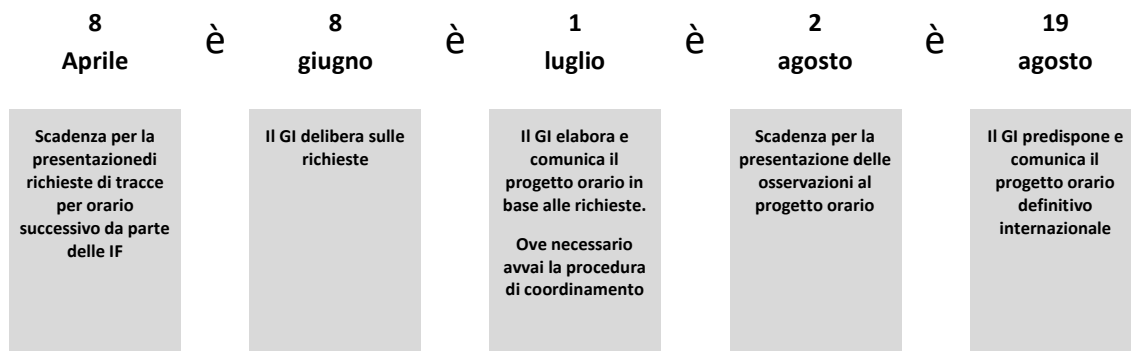 8
Aprile
è
8
giugno
è
1
luglio
è
2
agosto
è
19
agosto
Scadenza per la
presentazionedi
richieste di tracce
per orario
successivo da parte
delle IF
Il GI delibera sulle
richieste
Il GI elabora e
comunica il
progetto orario in
base alle richieste.
Ove necessario
avvai la procedura
di coordinamento
Scadenza per la
presentazione delle
osservazioni al
progetto orario
Il GI predispone e
comunica il
progetto orario
definitivo
internazionale